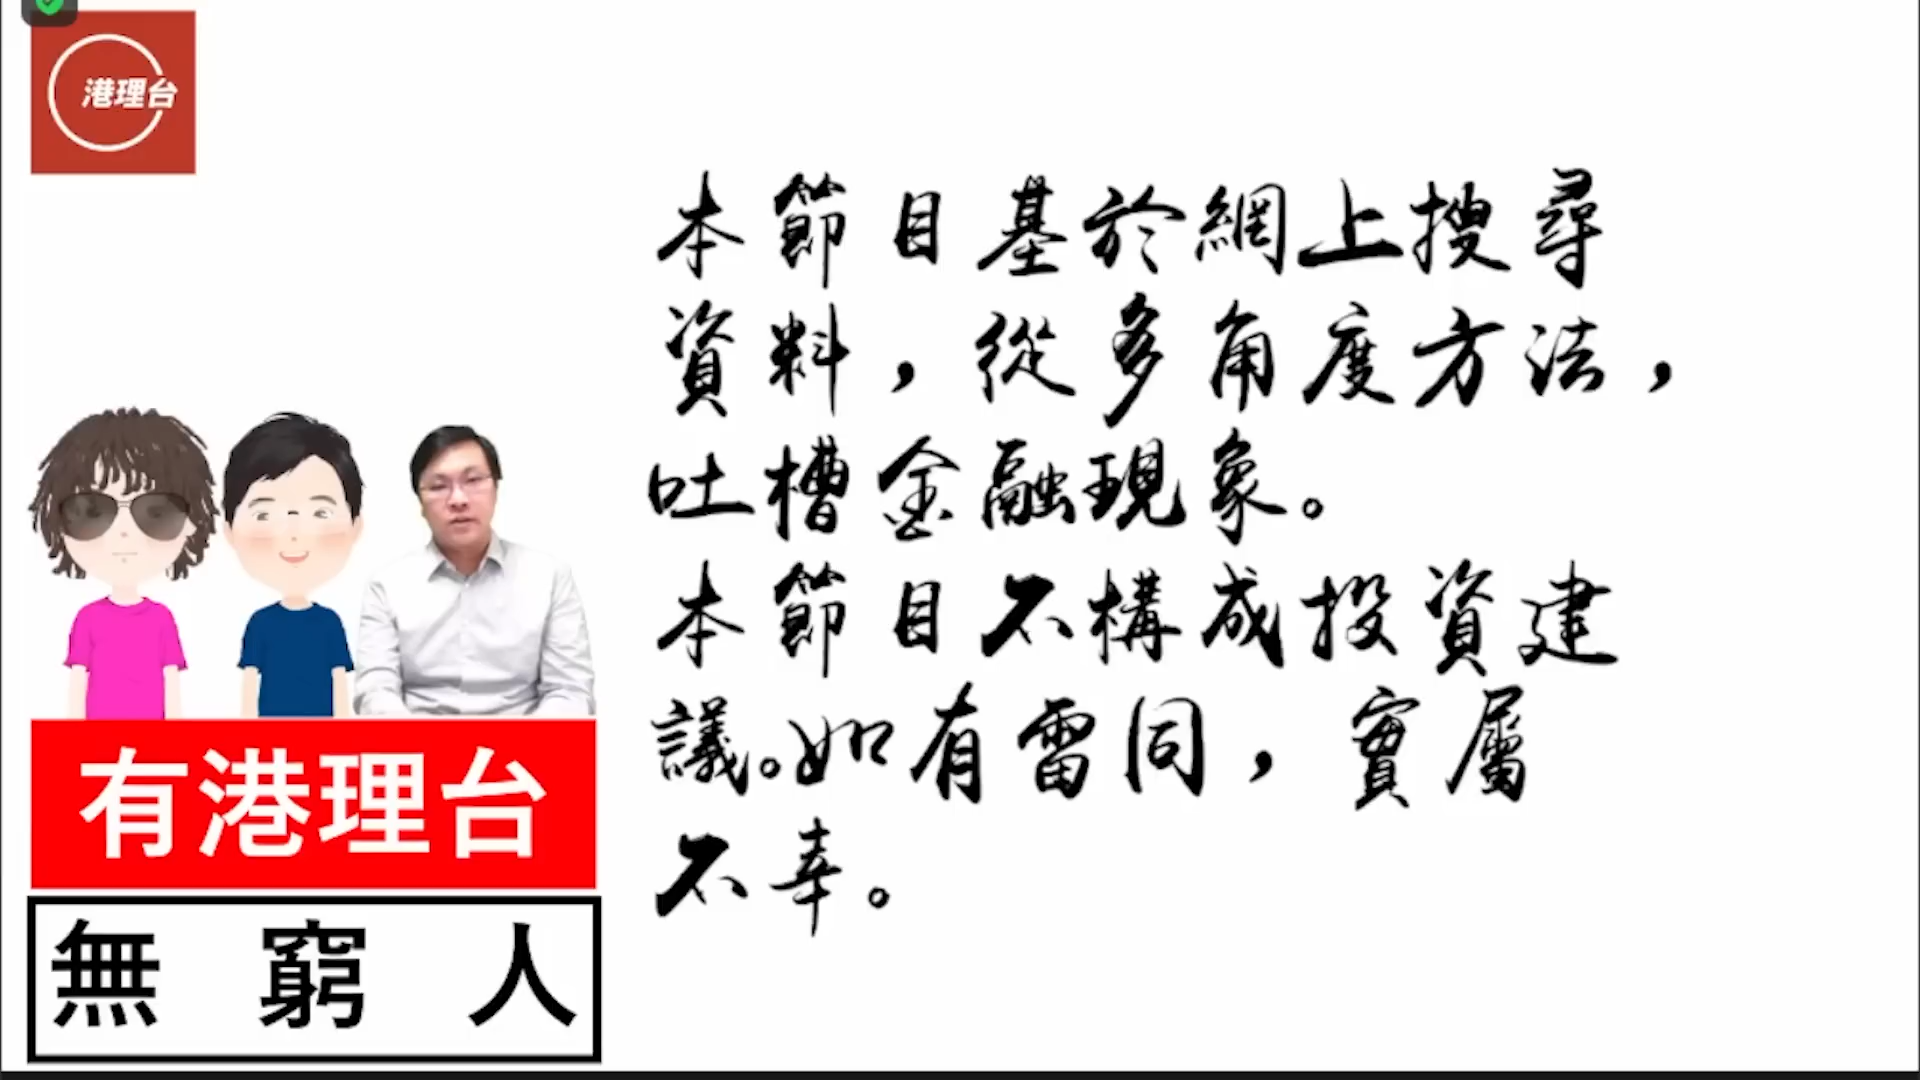 港理台
本節目基於網上搜尋
資料，從多角度方法，
吐槽金融現象。
本節目不構成投資建
議。如有雷同，實屬
不幸。
有港理台
無窮人